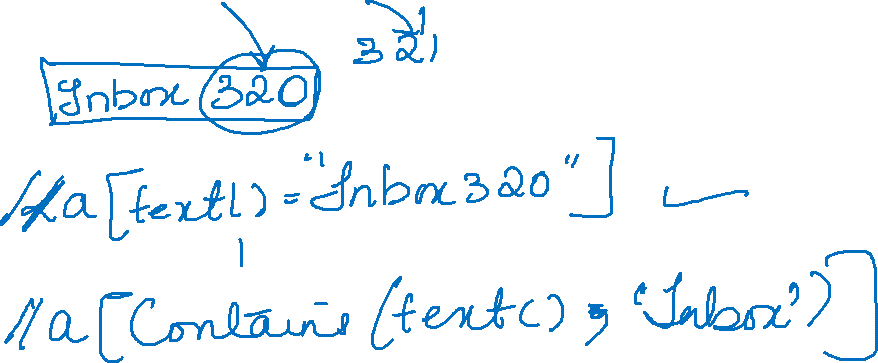 321
Inbox 320
//a[text()="Inbox320"]
//a[Contains(text(), 'Inbox')]